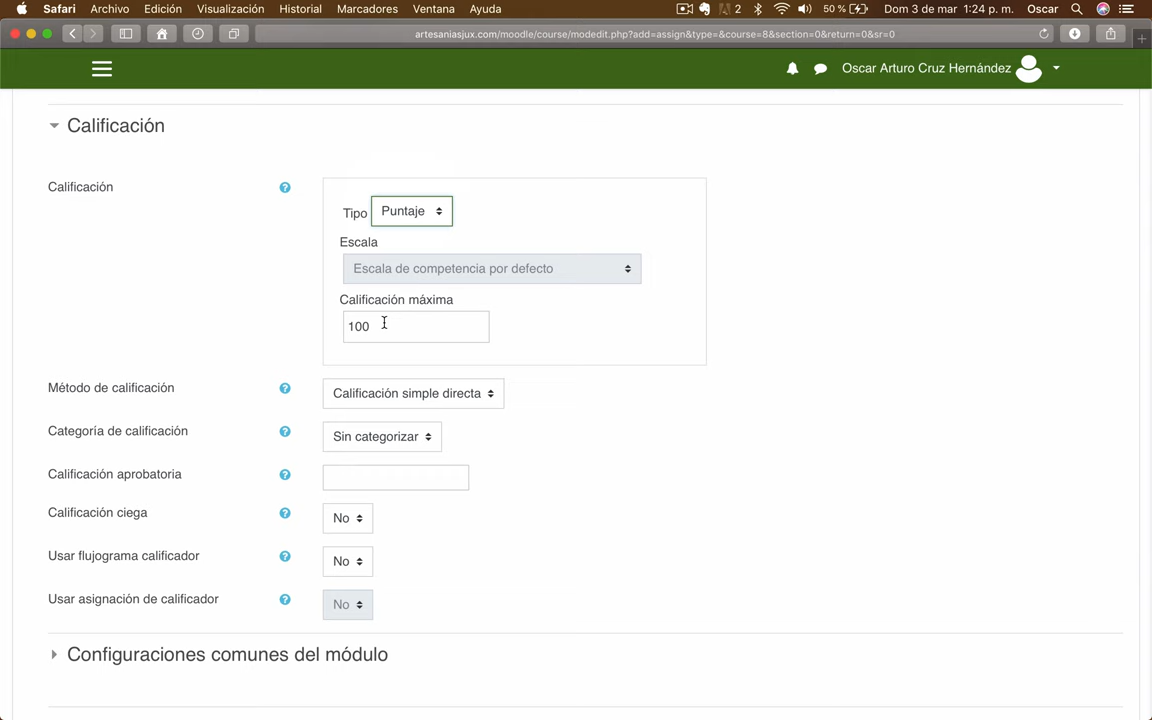 Safari Archivo Edición Visualización Historial Marcadores Ventana Ayuda 2 50 % Dom 3 de mar 1:24 p. m. Oscar
artesaniasjux.com/moodle/course/modedit.php?add=assign&type=&course=8&section=0&return=0&sr=0
Oscar Arturo Cruz Hernández
Calificación
Calificación
Tipo Puntaje
Escala
Escala de competencia por defecto
Calificación máxima
100
Método de calificación Calificación simple directa
Categoría de calificación Sin categorizar
Calificación aprobatoria
Calificación ciega No
Usar flujograma calificador No
Usar asignación de calificador No
Configuraciones comunes del módulo